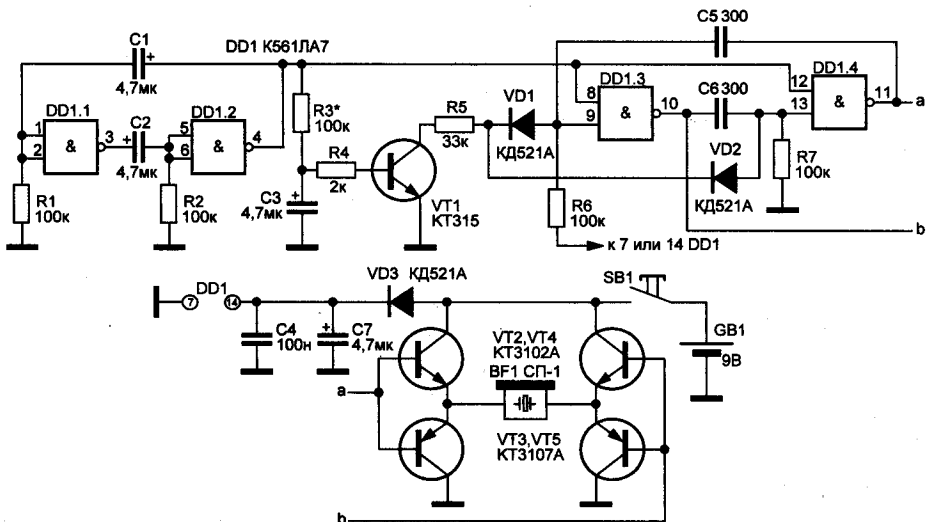 C1
+
4,7мк
DD1 К561ЛА7
C5 300
DD1.1
1
2
&
3
C2
+
4,7мк
DD1.2
5
6
&
4
R3*
100к
R1
100к
R2
100к
R4
2к
C3
+
4,7мк
VT1
КТ315
R5
33к
VD1
КД521А
DD1.3
8
9
&
10
C6 300
DD1.4
12
13
&
11
a
VD2
КД521А
R7
100к
R6
100к
к 7 или 14 DD1
b
7
DD1
14
VD3 КД521А
SB1
C4
100н
+
C7
4,7мк
VT2,VT4
КТ3102А
BF1 СП-1
GB1
9В
a
VT3,VT5
КТ3107А
b